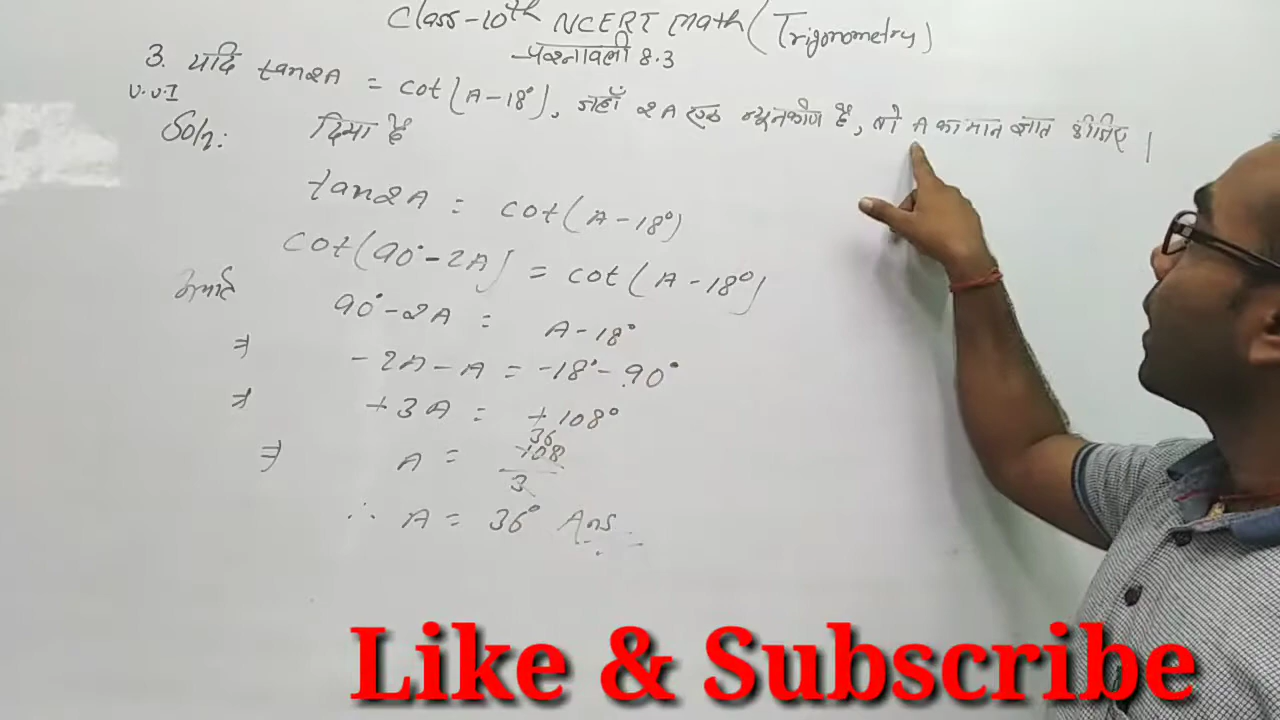 Class-10th NCERT Math (Trigonometry)
प्रश्नावली 8.3
3. यदि tan2A = cot(A-18°), जहाँ 2A एक न्यूनकोण है, तो A का मान ज्ञात कीजिए |
V.V.I
Soln: दिया है
tan2A = cot(A-18°)
cot(90°-2A) = cot(A-18°)
अर्थात 90°-2A = A-18°
⇒ -2A-A = -18°-90°
⇒ +3A = +108°
⇒ A = 108/3 36
∴ A = 36° Ans
Like & Subscribe